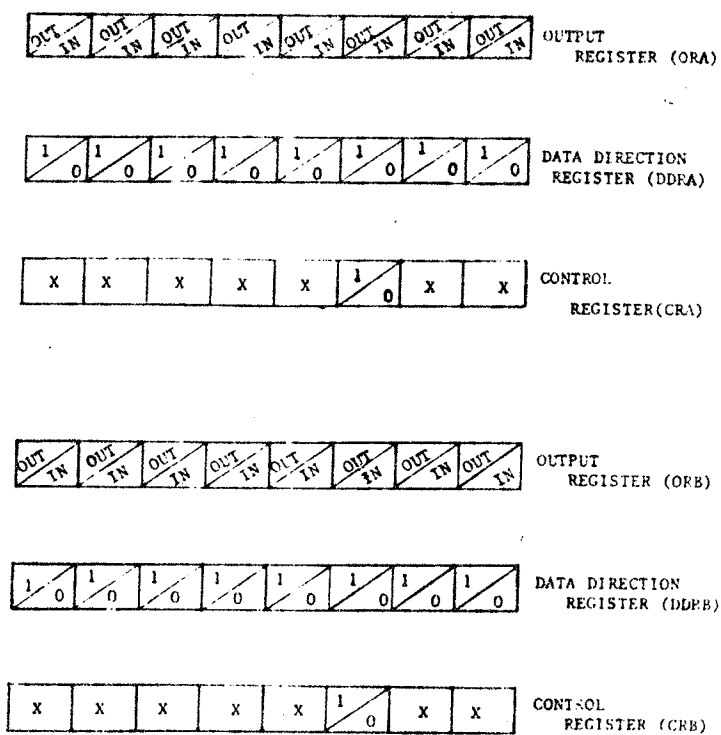 OUT IN OUT IN OUT IN OUT IN OUT IN OUT IN OUT IN OUT IN OUTPUT
REGISTER (ORA)
1 0 1 0 1 0 1 0 1 0 1 0 1 0 1 0 DATA DIRECTION
REGISTER (DDRA)
X X X X X 1 0 X X CONTROL
REGISTER(CRA)
OUT IN OUT IN OUT IN OUT IN OUT IN OUT IN OUT IN OUT IN OUTPUT
REGISTER (ORB)
1 0 1 0 1 0 1 0 1 0 1 0 1 0 1 0 DATA DIRECTION
REGISTER (DDRB)
X X X X X 1 0 X X CONTROL
REGISTER (CRB)